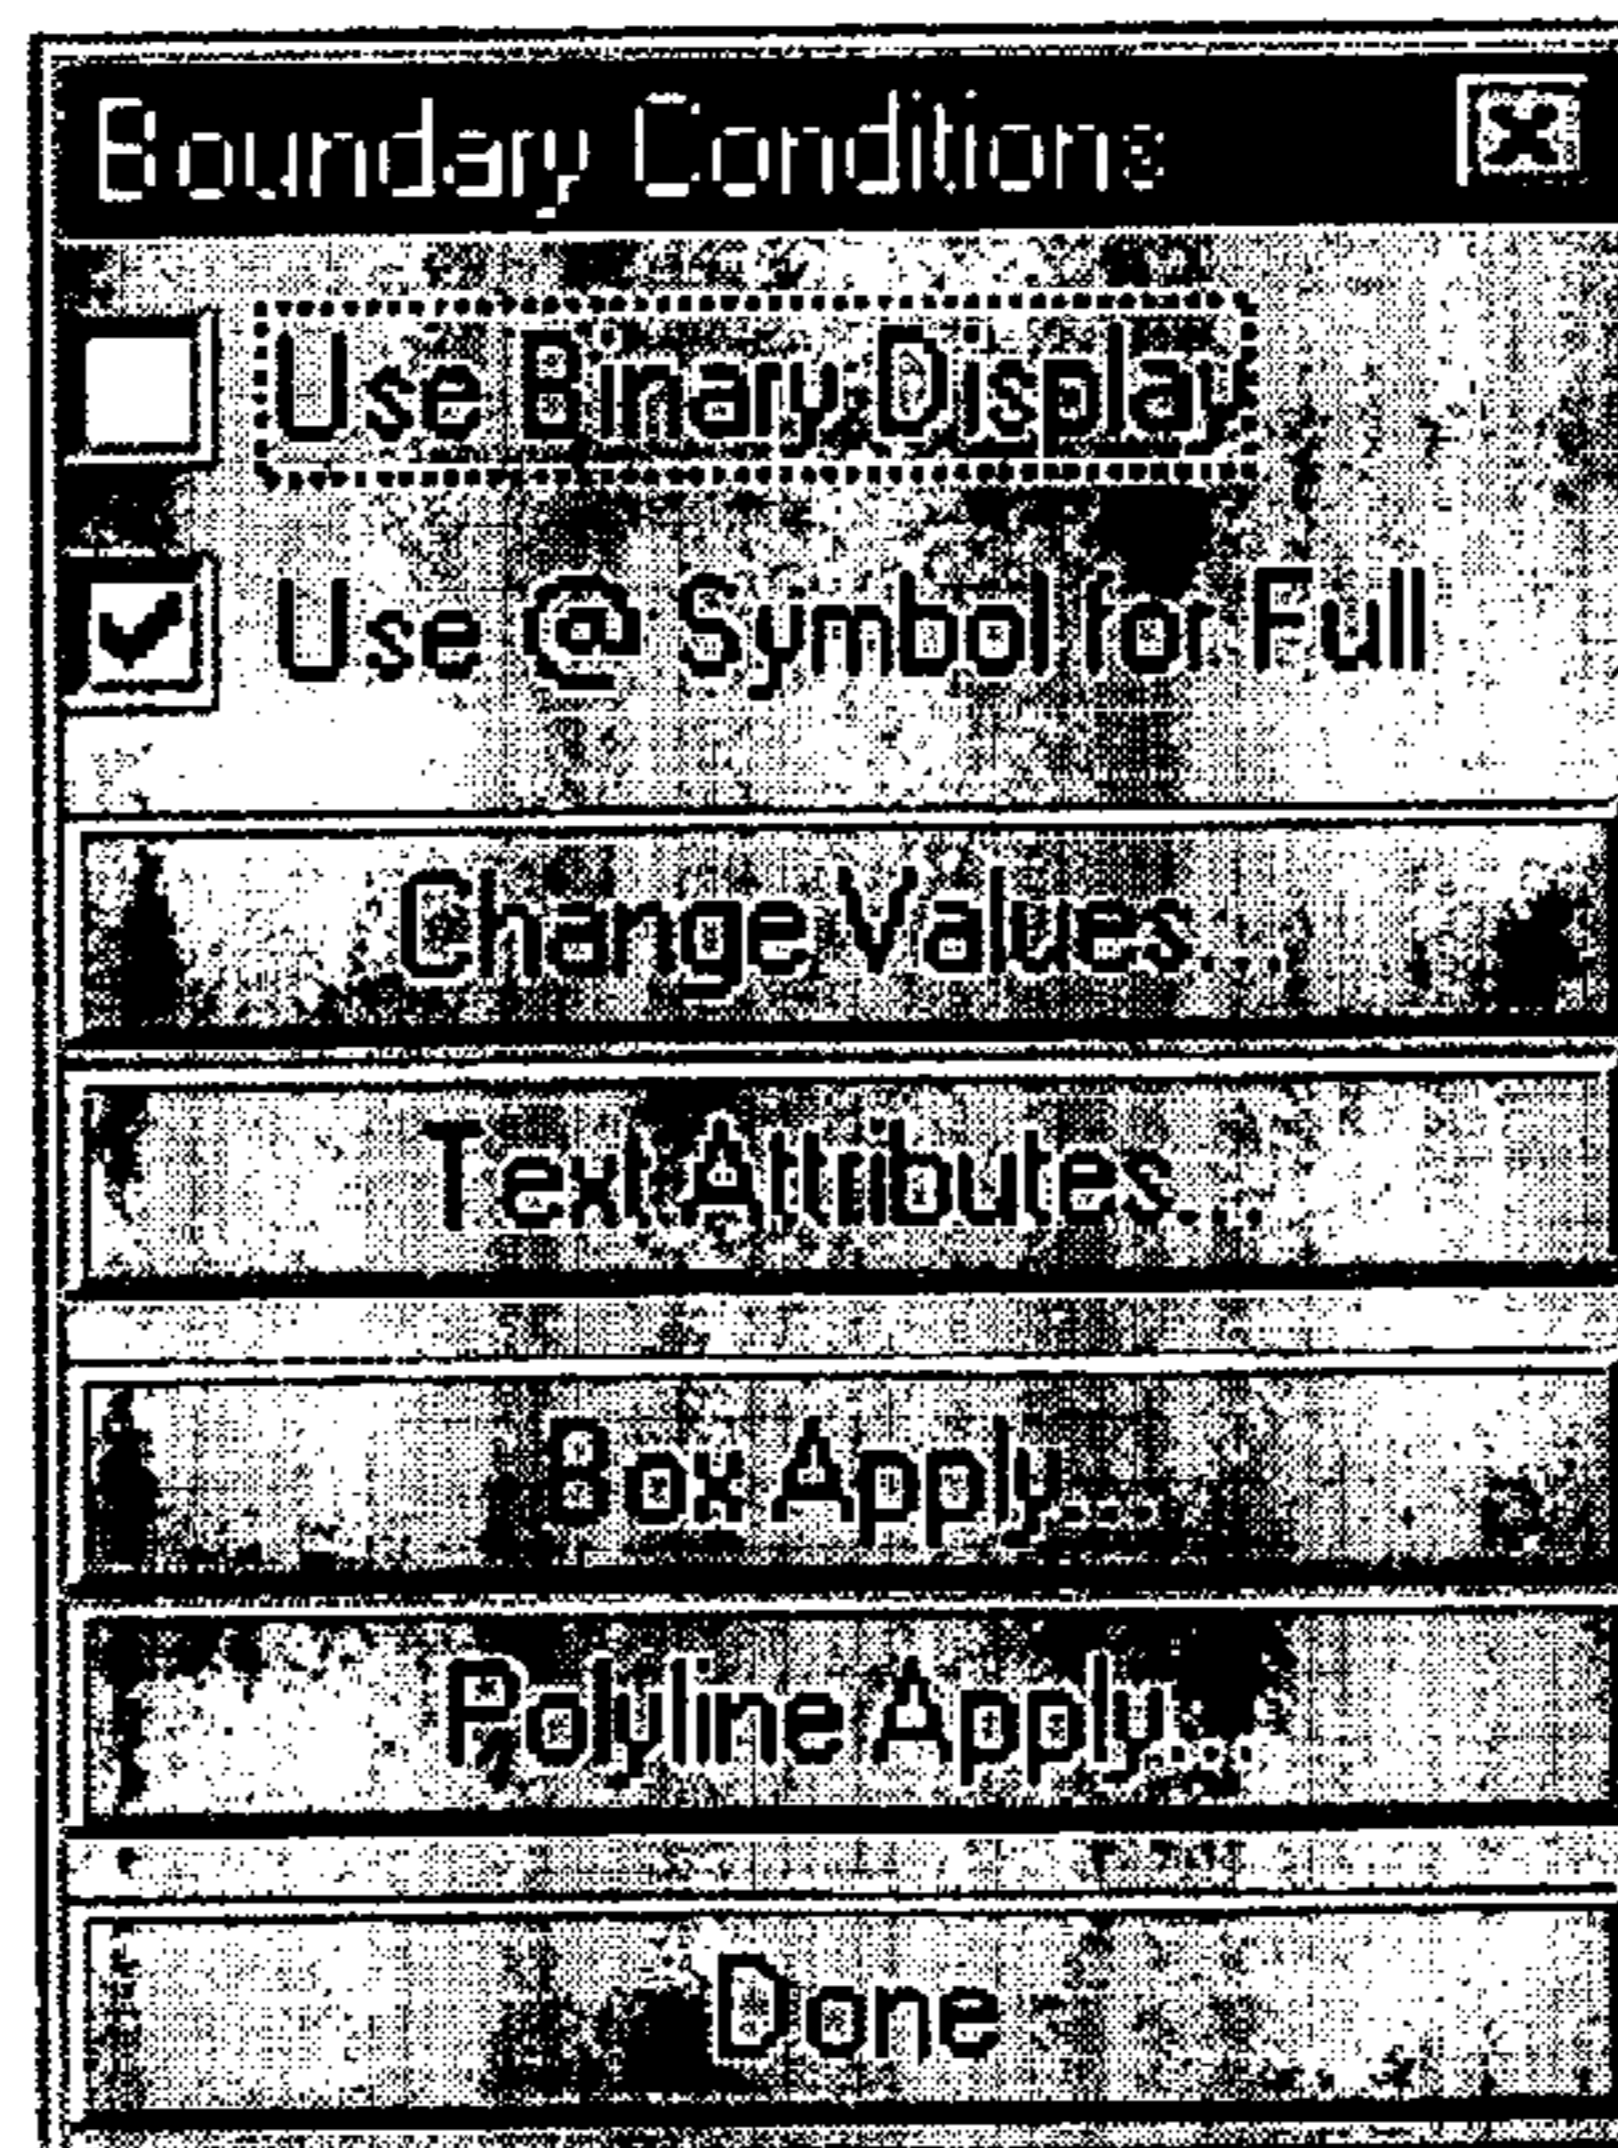 Boundary Conditions
Use Binary Display
Use @ Symbol for Full
Change Values...
Text Attributes...
Box Apply...
Polyline Apply...
Done